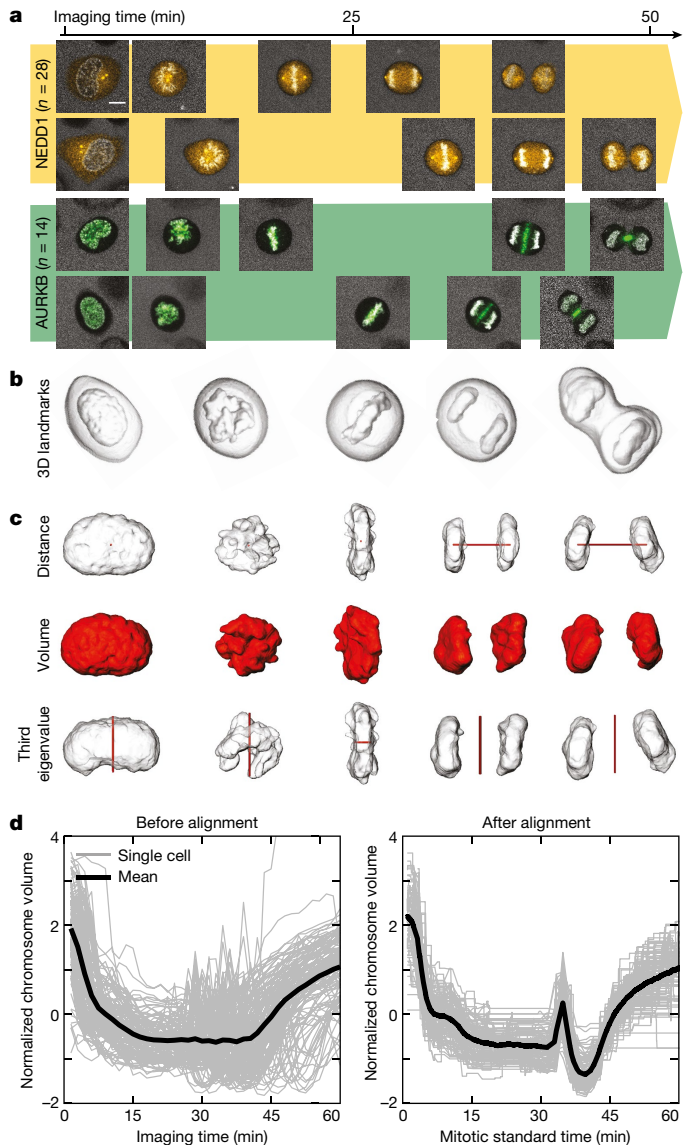 a
Imaging time (min)
25
50
NEDD1 (n = 28)
AURKB (n = 14)
b
3D landmarks
c
Distance
Volume
Third
eigenvalue
d
Before alignment
Normalized chromosome volume
4
2
0
−2
Single cell
Mean
0
15
30
45
60
Imaging time (min)
After alignment
Normalized chromosome volume
4
2
0
−2
0
15
30
45
60
Mitotic standard time (min)